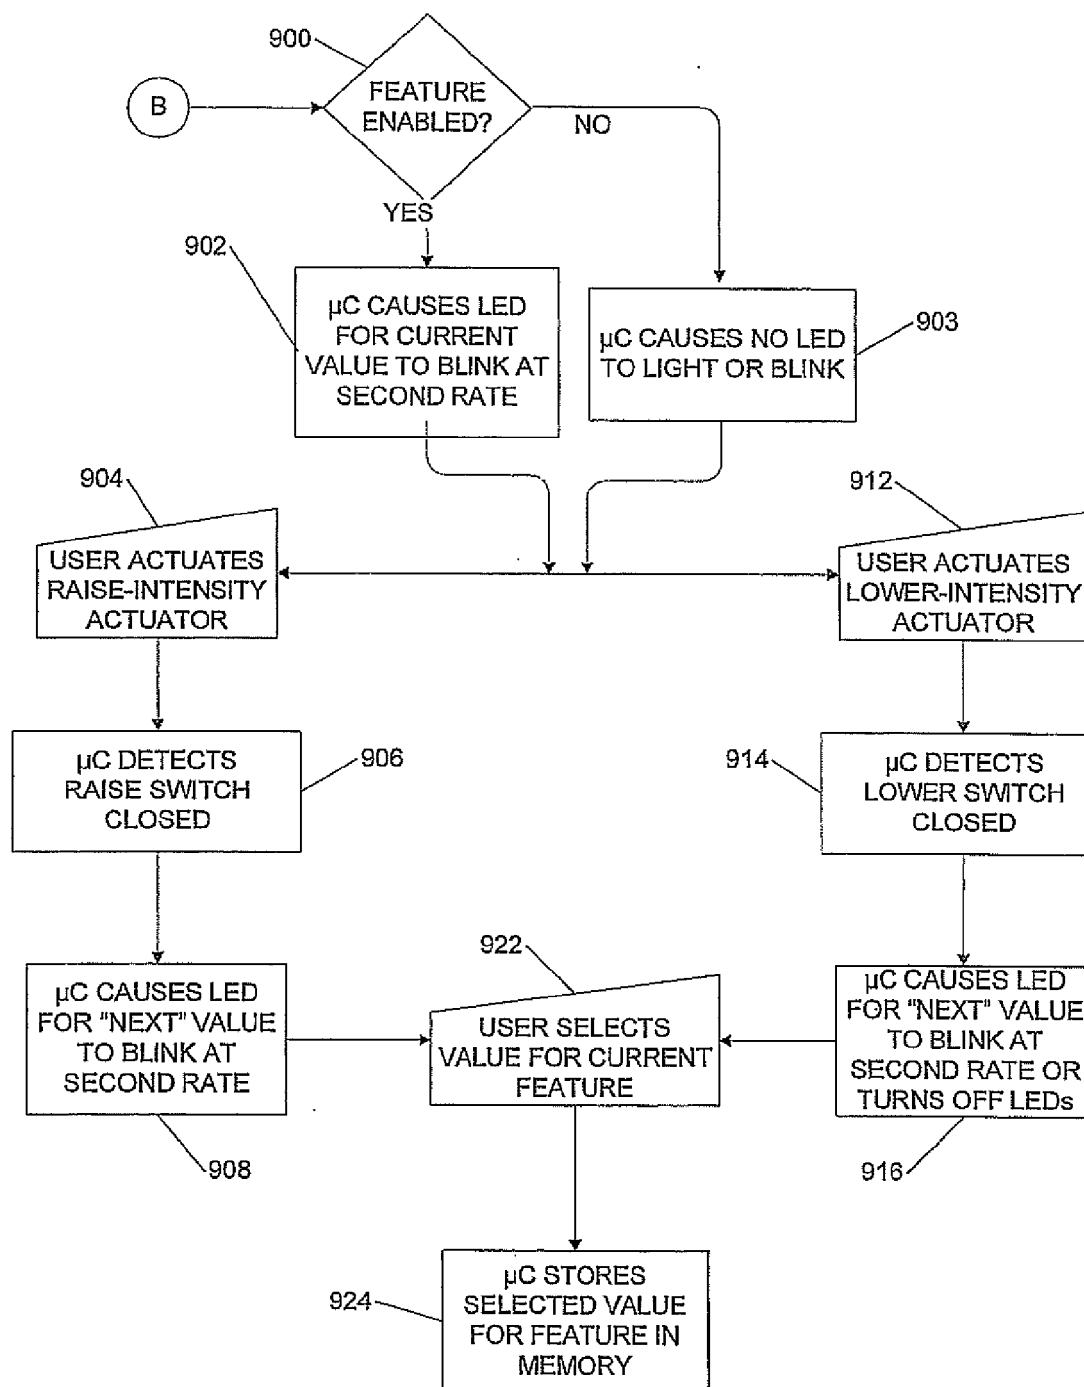 900
B
FEATURE
ENABLED?
NO
YES
902
µC CAUSES LED
FOR CURRENT
VALUE TO BLINK AT
SECOND RATE
µC CAUSES NO LED
TO LIGHT OR BLINK
903
904
USER ACTUATES
RAISE-INTENSITY
ACTUATOR
912
USER ACTUATES
LOWER-INTENSITY
ACTUATOR
µC DETECTS
RAISE SWITCH
CLOSED
906
914
µC DETECTS
LOWER SWITCH
CLOSED
µC CAUSES LED
FOR "NEXT" VALUE
TO BLINK AT
SECOND RATE
908
922
USER SELECTS
VALUE FOR CURRENT
FEATURE
µC CAUSES LED
FOR "NEXT" VALUE
TO BLINK AT
SECOND RATE OR
TURNS OFF LEDs
916
924
µC STORES
SELECTED VALUE
FOR FEATURE IN
MEMORY